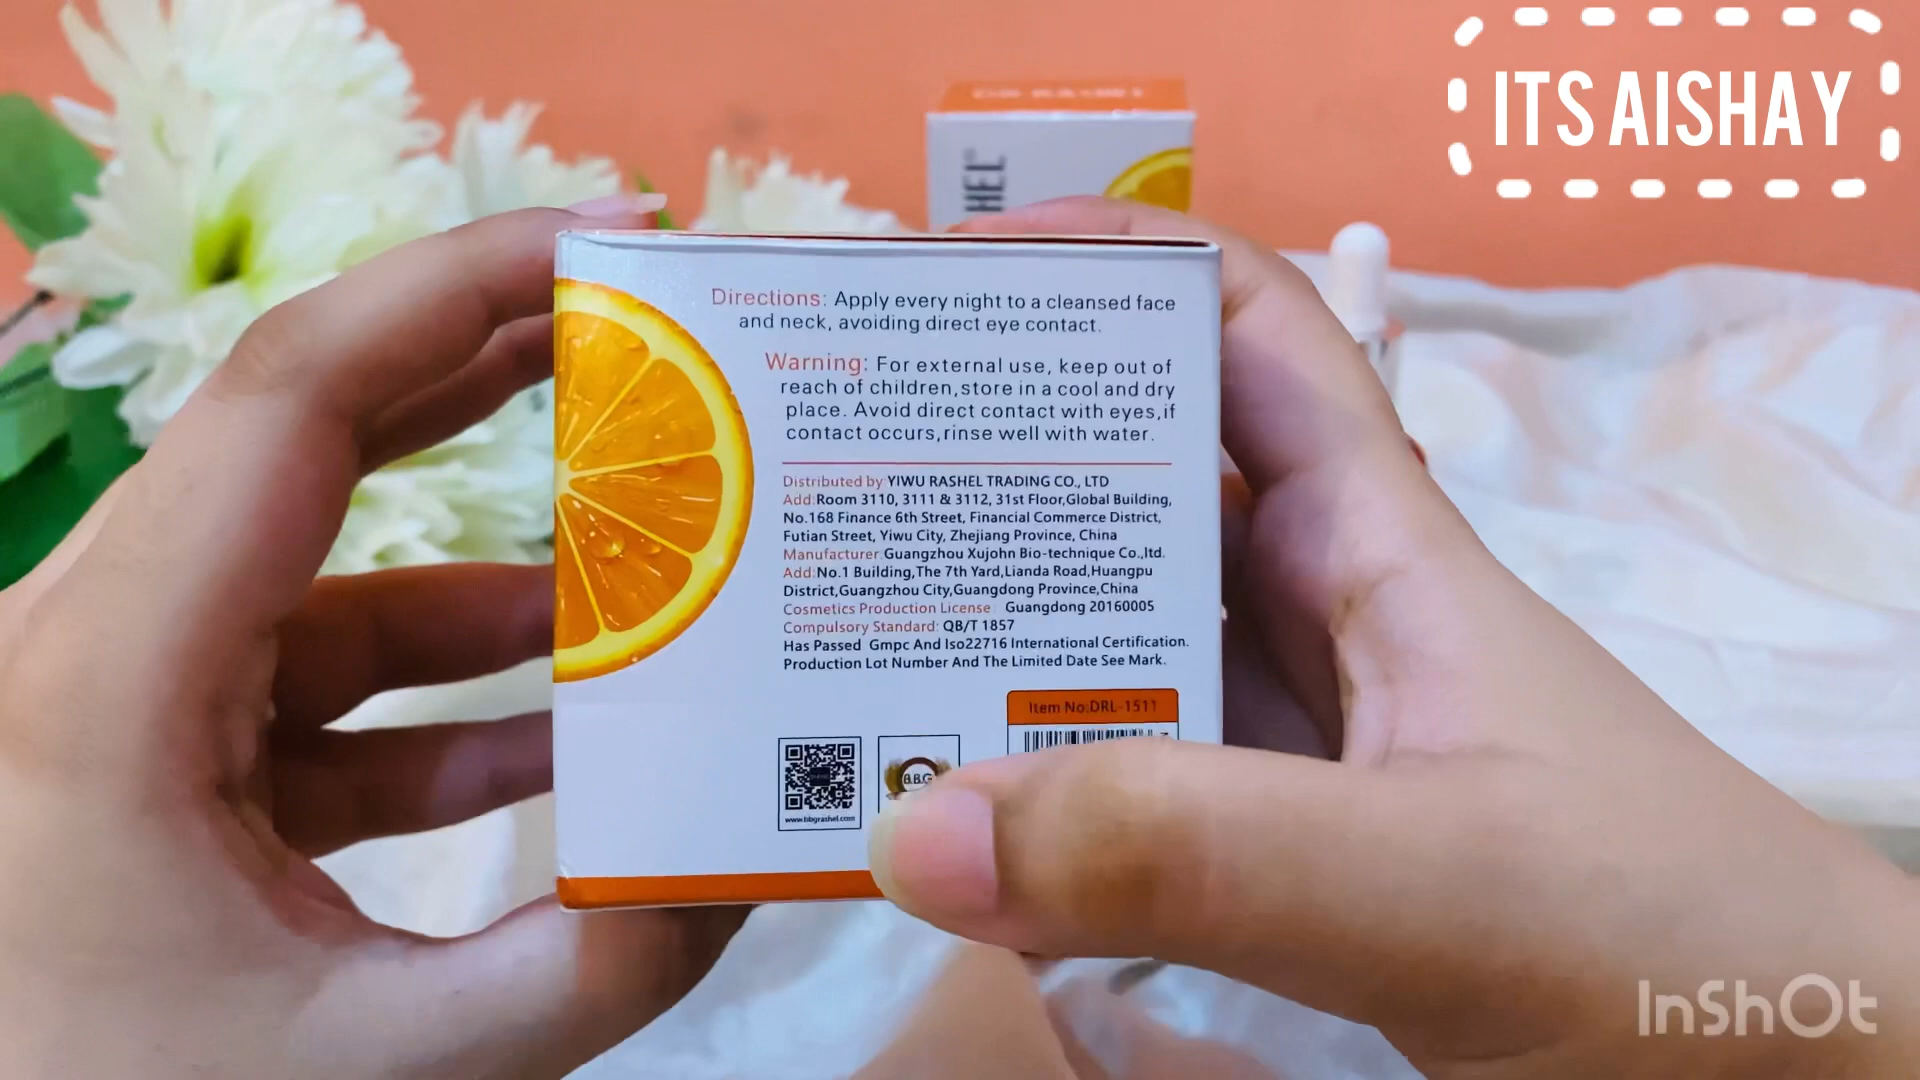 ITS AISHAY
HEL
Directions: Apply every night to a cleansed face
and neck, avoiding direct eye contact.
Warning: For external use, keep out of
reach of children,store in a cool and dry
place. Avoid direct contact with eyes,if
contact occurs,rinse well with water.
Distributed by:YIWU RASHEL TRADING CO., LTD
Add:Room 3110, 3111 & 3112, 31st Floor,Global Building,
No.168 Finance 6th Street, Financial Commerce District,
Futian Street, Yiwu City, Zhejiang Province, China
Manufacturer:Guangzhou Xujohn Bio-technique Co.,ltd.
Add:No.1 Building,The 7th Yard,Lianda Road,Huangpu
District,Guangzhou City,Guangdong Province,China
Cosmetics Production License: Guangdong 20160005
Compulsory Standard: QB/T 1857
Has Passed Gmpc And Iso22716 International Certification.
Production Lot Number And The Limited Date See Mark.
Item No:DRL-1511
B.B.G
www.bbgrashel.com
InShOt